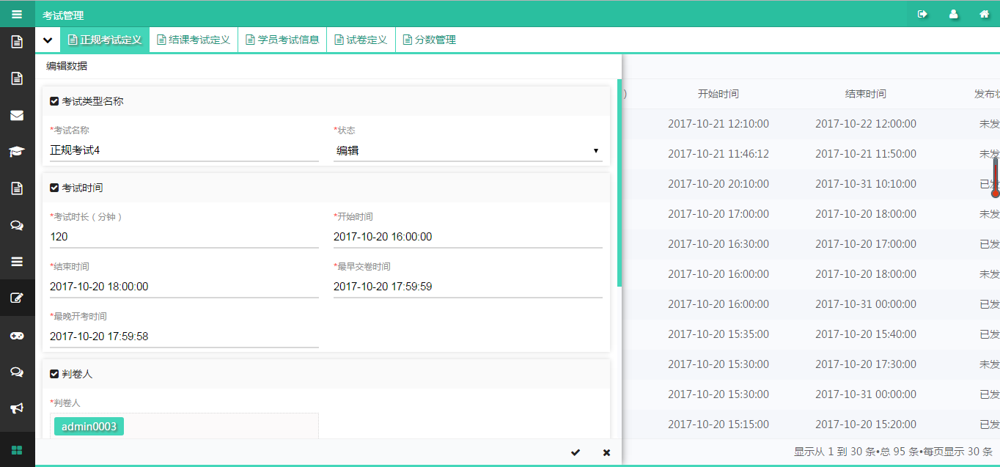 考试管理
正规考试定义 结课考试定义 学员考试信息 试卷定义 分数管理
编辑数据
考试类型名称
*考试名称 *状态
正规考试4 编辑
考试时间
*考试时长（分钟） *开始时间
120 2017-10-20 16:00:00
*结束时间 *最早交卷时间
2017-10-20 18:00:00 2017-10-20 17:59:59
*最晚开考时间
2017-10-20 17:59:58
判卷人
*判卷人
admin0003
) 开始时间 结束时间 发布状
2017-10-21 12:10:00 2017-10-22 12:00:00 未发
2017-10-21 11:46:12 2017-10-21 11:50:00 未发
2017-10-20 20:10:00 2017-10-31 10:10:00 已发
2017-10-20 17:00:00 2017-10-20 18:00:00 未发
2017-10-20 16:30:00 2017-10-20 17:00:00 已发
2017-10-20 16:00:00 2017-10-20 18:00:00 未发
2017-10-20 16:00:00 2017-10-31 00:00:00 已发
2017-10-20 15:35:00 2017-10-20 15:40:00 已发
2017-10-20 15:30:00 2017-10-20 17:30:00 未发
2017-10-20 15:30:00 2017-10-31 00:00:00 已发
2017-10-20 15:15:00 2017-10-20 15:20:00 已发
显示从 1 到 30 条•总 95 条•每页显示 30 条